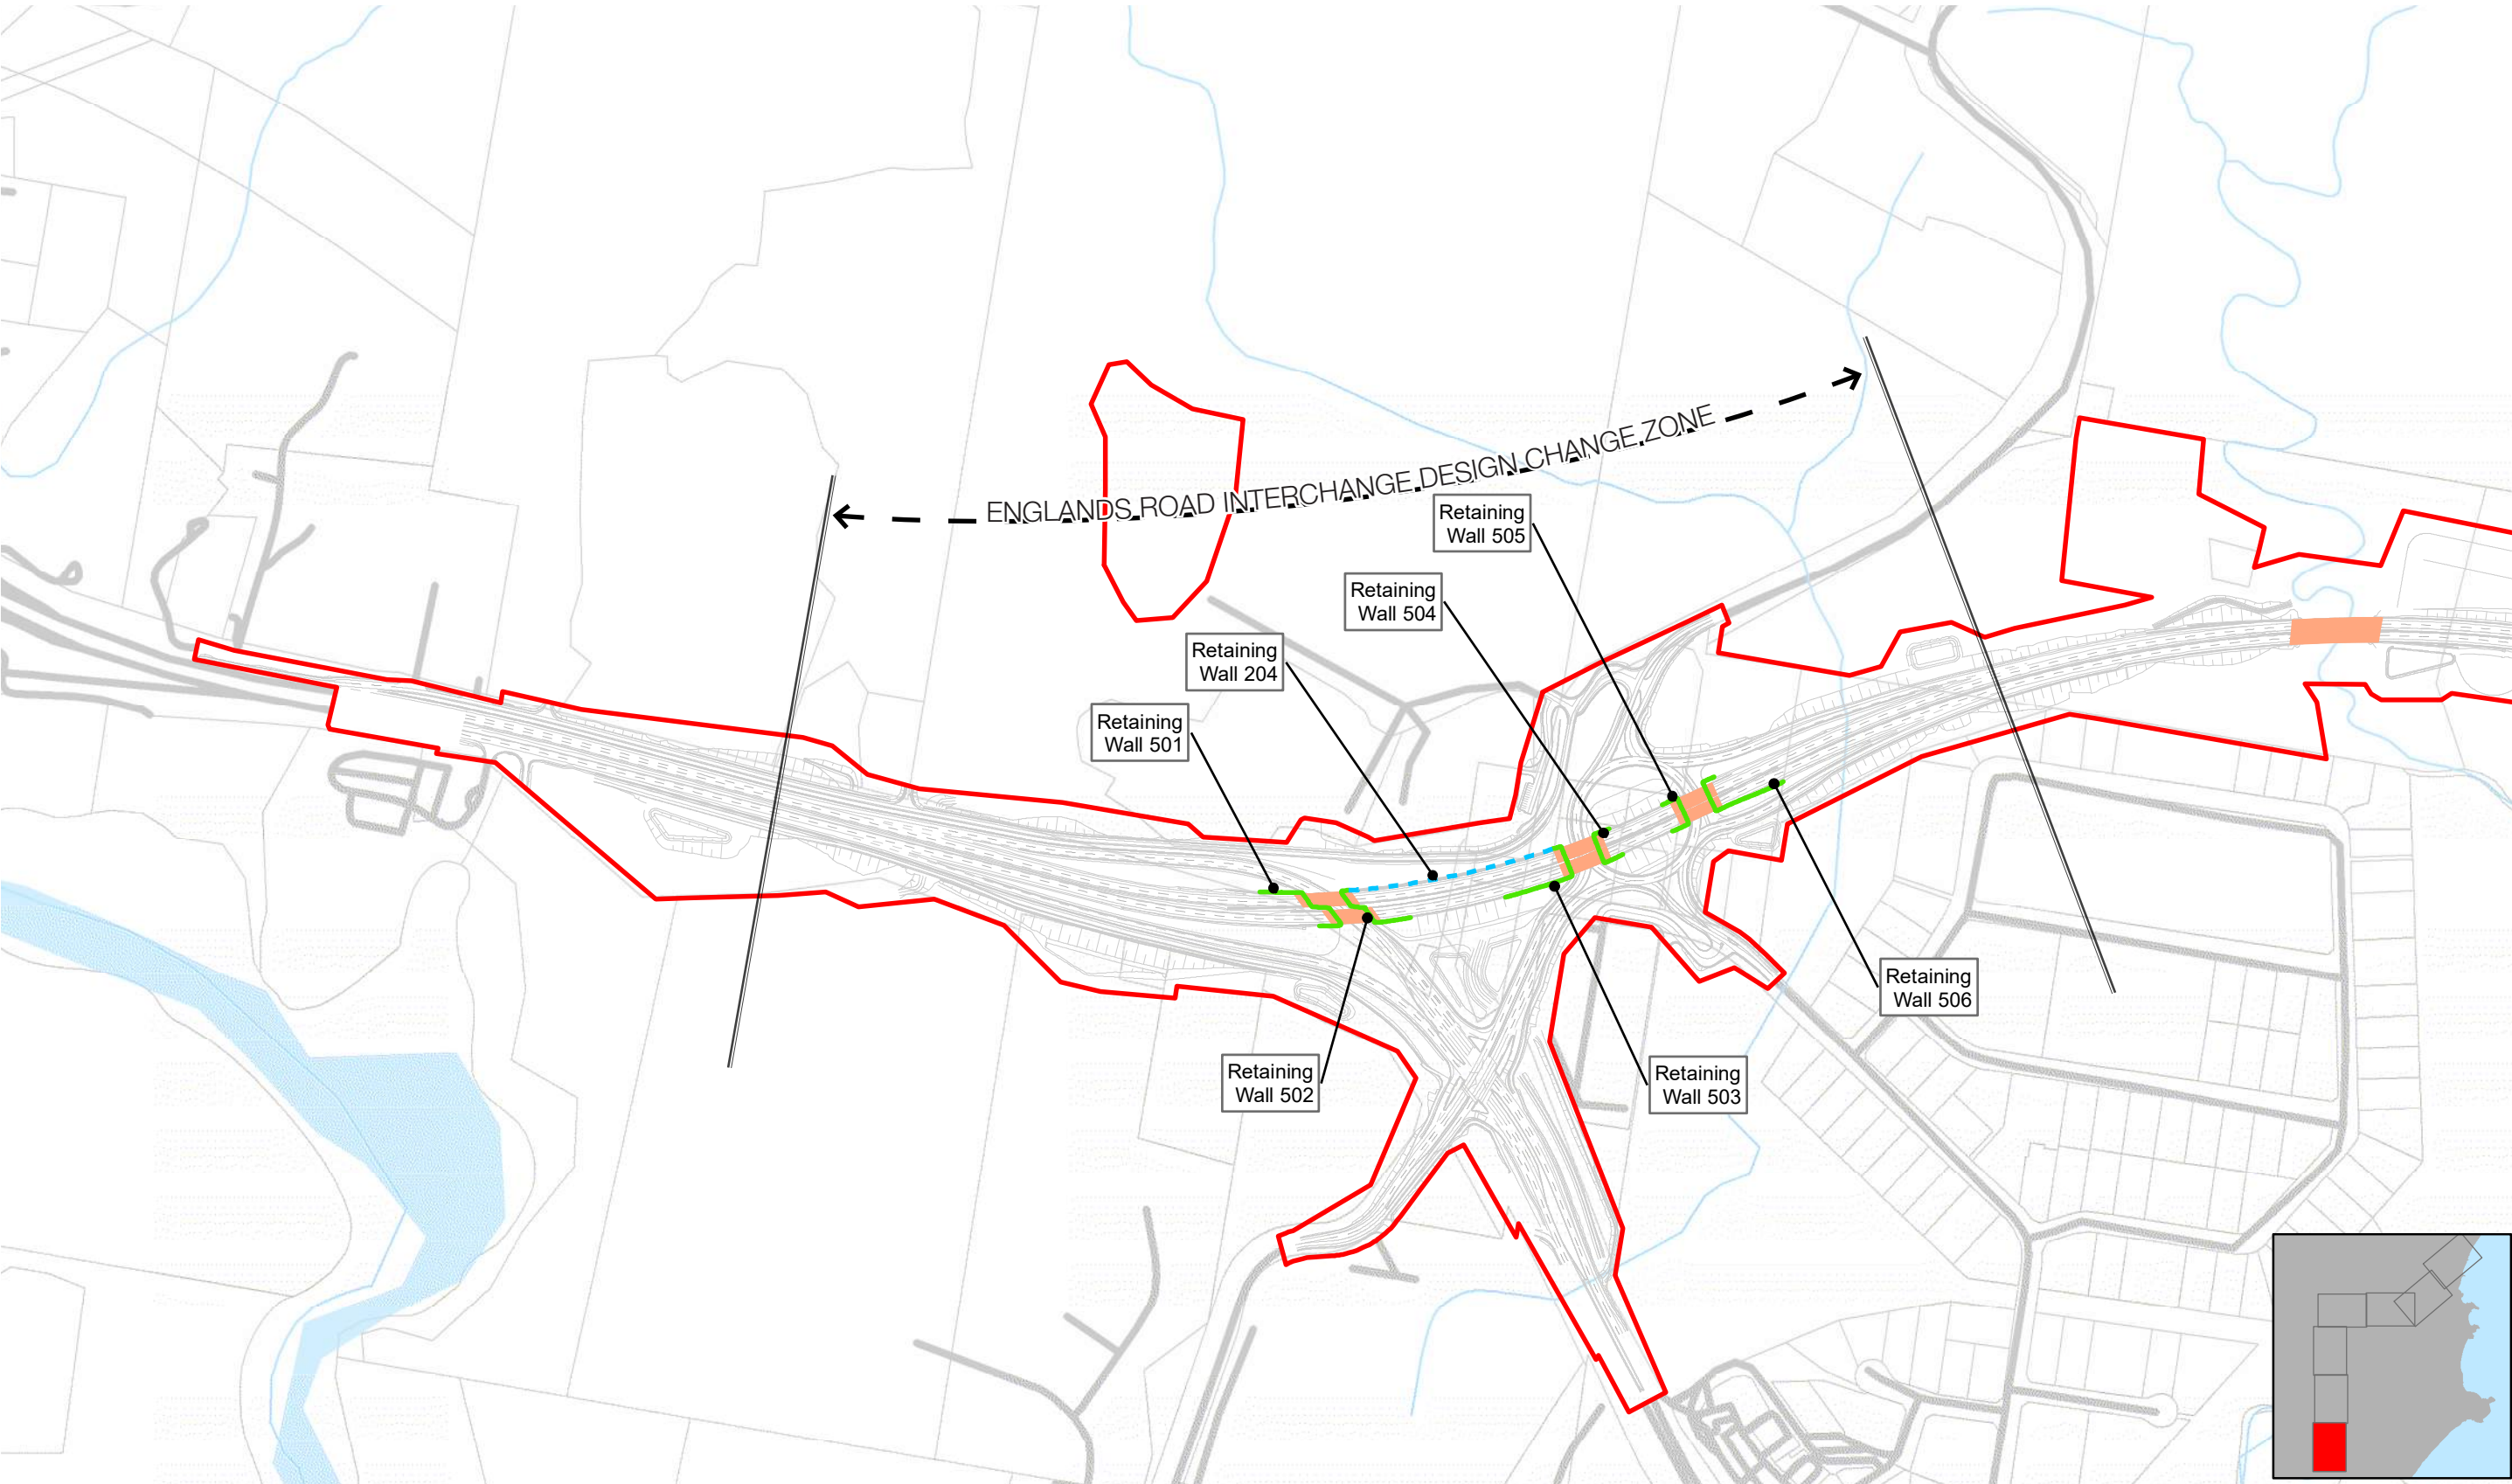 ENGLANDS ROAD INTERCHANGE DESIGN CHANGE ZONE
Retaining
Wall 505
Retaining
Wall 504
Retaining
Wall 204
Retaining
Wall 501
Retaining
Wall 506
Retaining
Wall 502
Retaining
Wall 503